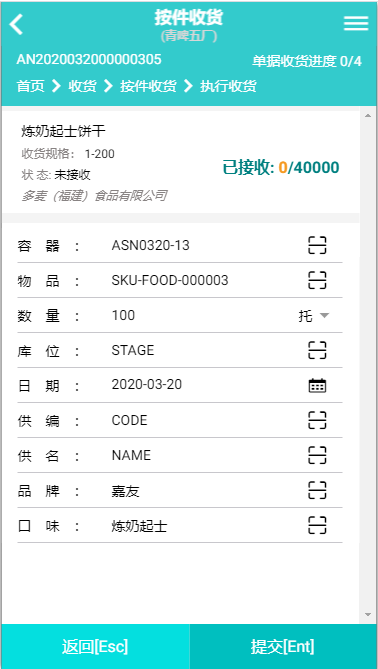 按件收货
(青啤五厂)
AN2020032000000305 单据收货进度 0/4
首页 收货 按件收货 执行收货
炼奶起士饼干
收货规格: 1-200
已接收: 0/40000
状 态: 未接收
多麦（福建）食品有限公司
容 器 : ASN0320-13
物 品 : SKU-FOOD-000003
数 量 : 100 托
库 位 : STAGE
日 期 : 2020-03-20
供 编 : CODE
供 名 : NAME
品 牌 : 嘉友
口 味 : 炼奶起士
返回[Esc] 提交[Ent]